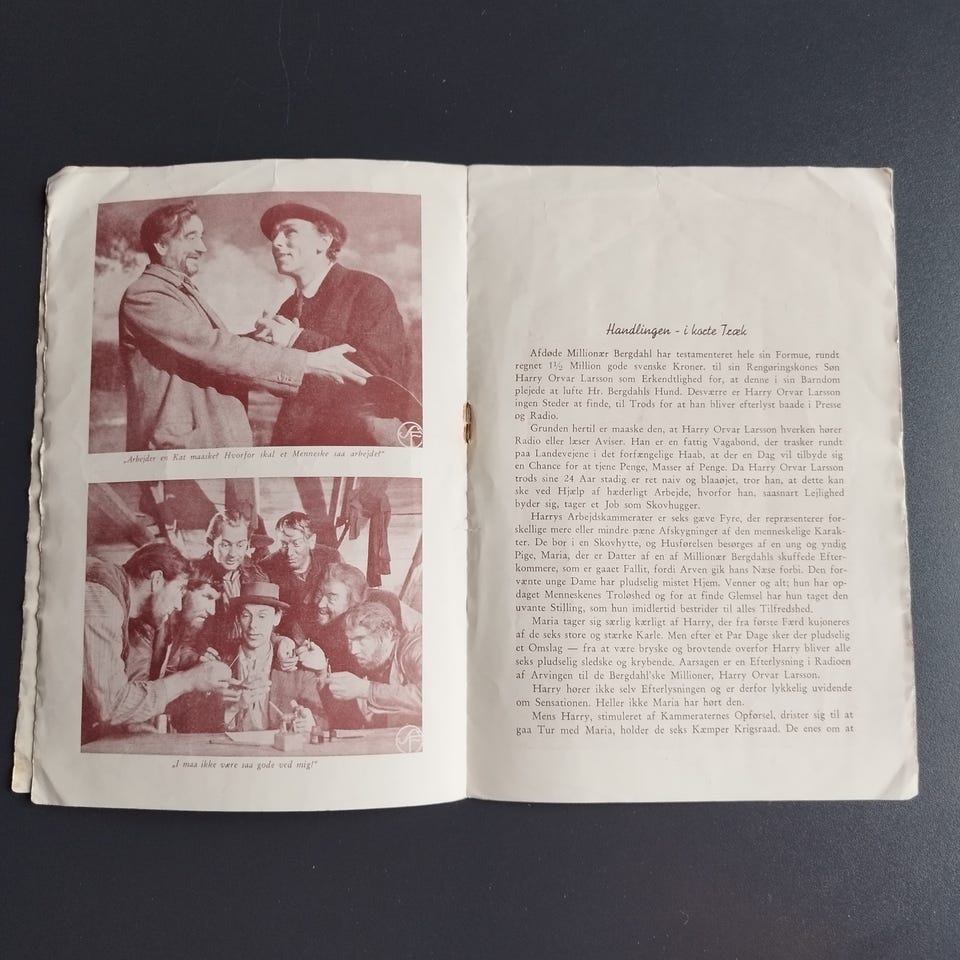 „Arbejder en Kat maaske? Hvorfor skal et Menneske saa arbejde?“
SF
„I maa ikke være saa gode ved mig!“
SF
Handlingen - i korte Træk
Afdøde Millionær Bergdahl har testamenteret hele sin Formue, rundt
regnet 1½ Million gode svenske Kroner. til sin Rengøringskones Søn
Harry Orvar Larsson som Erkendtlighed for, at denne i sin Barndom
plejede at lufte Hr. Bergdahls Hund. Desværre er Harry Orvar Larsson
ingen Steder at finde, til Trods for at han bliver efterlyst baade i Presse
og Radio.
Grunden hertil er maaske den, at Harry Orvar Larsson hverken hører
Radio eller læser Aviser. Han er en fattig Vagabond, der trasker rundt
paa Landevejene i det forfængelige Haab, at der en Dag vil tilbyde sig
en Chance for at tjene Penge, Masser af Penge. Da Harry Orvar Larsson
trods sine 24 Aar stadig er ret naiv og blaaøjet, tror han, at dette kan
ske ved Hjælp af hæderligt Arbejde, hvorfor han, saasnart Lejlighed
byder sig, tager et Job som Skovhugger.
Harrys Arbejdskammerater er seks gæve Fyre, der repræsenterer for-
skellige mere eller mindre pæne Afskygninger af den menneskelige Karak-
ter. De bor i en Skovhytte, og Husførelsen besørges af en ung og yndig
Pige, Maria, der er Datter af en af Millionær Bergdahls skuffede Efter-
kommere, som er gaaet Fallit, fordi Arven gik hans Næse forbi. Den for-
vænte unge Dame har pludselig mistet Hjem. Venner og alt; hun har op-
daget Menneskenes Troløshed og for at finde Glemsel har hun taget den
uvante Stilling, som hun imidlertid bestrider til alles Tilfredshed.
Maria tager sig særlig kærligt af Harry, der fra første Færd kujoneres
af de seks store og stærke Karle. Men efter et Par Dage sker der pludselig
et Omslag — fra at være bryske og brovtende overfor Harry bliver alle
seks pludselig sledske og krybende. Aarsagen er en Efterlysning i Radioen
af Arvingen til de Bergdahl'ske Millioner, Harry Orvar Larsson.
Harry hører ikke selv Efterlysningen og er derfor lykkelig uvidende
om Sensationen. Heller ikke Maria har hørt den.
Mens Harry, stimuleret af Kammeraternes Opførsel, drister sig til at
gaa Tur med Maria, holder de seks Kæmper Krigsraad. De enes om at